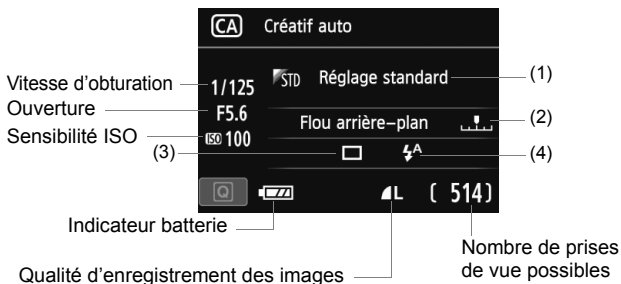 CA Créatif auto
Vitesse d'obturation 1/125 STD Réglage standard (1)
Ouverture F5.6 Flou arrière–plan (2)
Sensibilité ISO ISO 100
(3) A (4)
Q L ( 514)
Indicateur batterie
Nombre de prises
de vue possibles
Qualité d'enregistrement des images